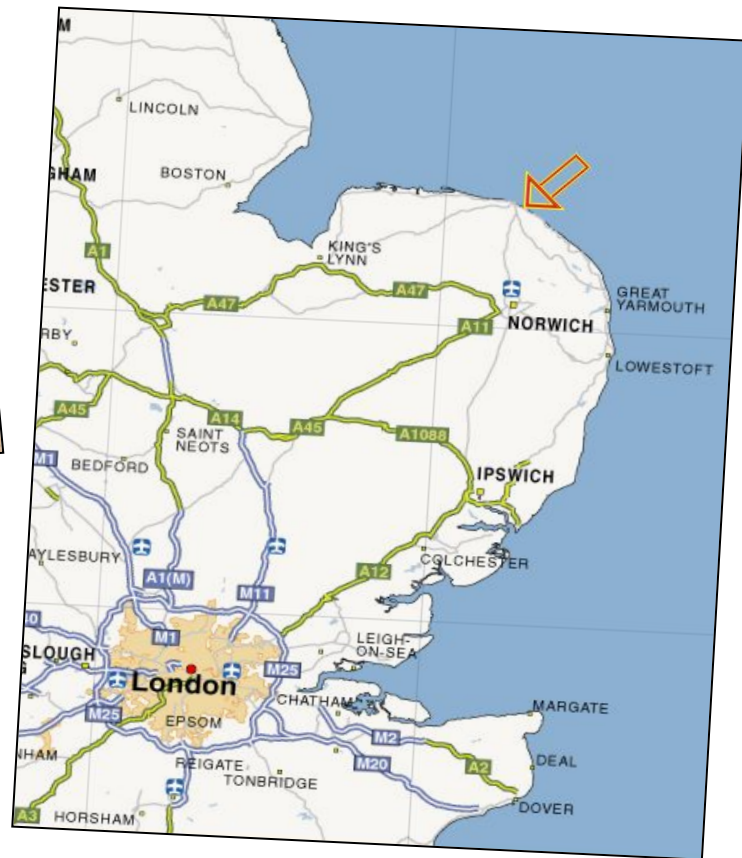 M
LINCOLN
GHAM
BOSTON
A1
KING'S
LYNN
ESTER
A47
A47
GREAT
YARMOUTH
A11
NORWICH
RBY
LOWESTOFT
A45
A14
A45
A1088
SAINT
NEOTS
M1
BEDFORD
IPSWICH
AYLESBURY
COLCHESTER
A1(M)
A12
M11
M1
LEIGH-
ON-SEA
SLOUGH
M25
London
CHATHAM
MARGATE
M25
EPSOM
M2
NHAM
REIGATE
M20
A2
DEAL
TONBRIDGE
DOVER
A3
HORSHAM